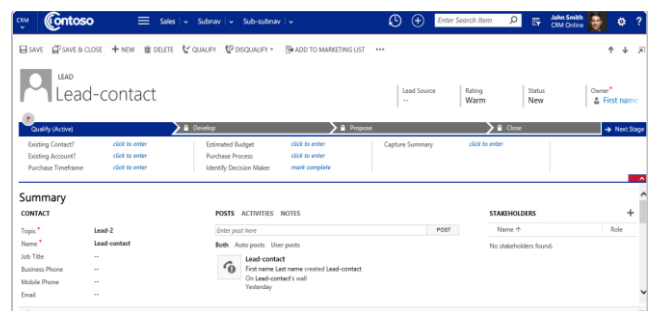 CRM Contoso Sales Subnav Sub-subnav Enter Search Item John Smith CRM Online ?
SAVE SAVE & CLOSE + NEW DELETE QUALIFY DISQUALIFY ADD TO MARKETING LIST ...
LEAD
Lead-contact
Lead Source Rating Status Owner*
-- Warm New First name
Qualify (Active) Develop Propose Close Next Stage
Existing Contact? click to enter Estimated Budget click to enter Capture Summary click to enter
Existing Account? click to enter Purchase Process click to enter
Purchase Timeframe click to enter Identify Decision Maker mark complete
Summary
CONTACT POSTS ACTIVITIES NOTES STAKEHOLDERS +
Topic* Lead-2 Enter post here POST Name ↑ Role
Name* Lead-contact Both Auto posts User posts No stakeholders found.
Job Title -- Lead-contact
Business Phone -- First name Last name created Lead-contact
Mobile Phone -- On Lead-contact's wall
Email -- Yesterday